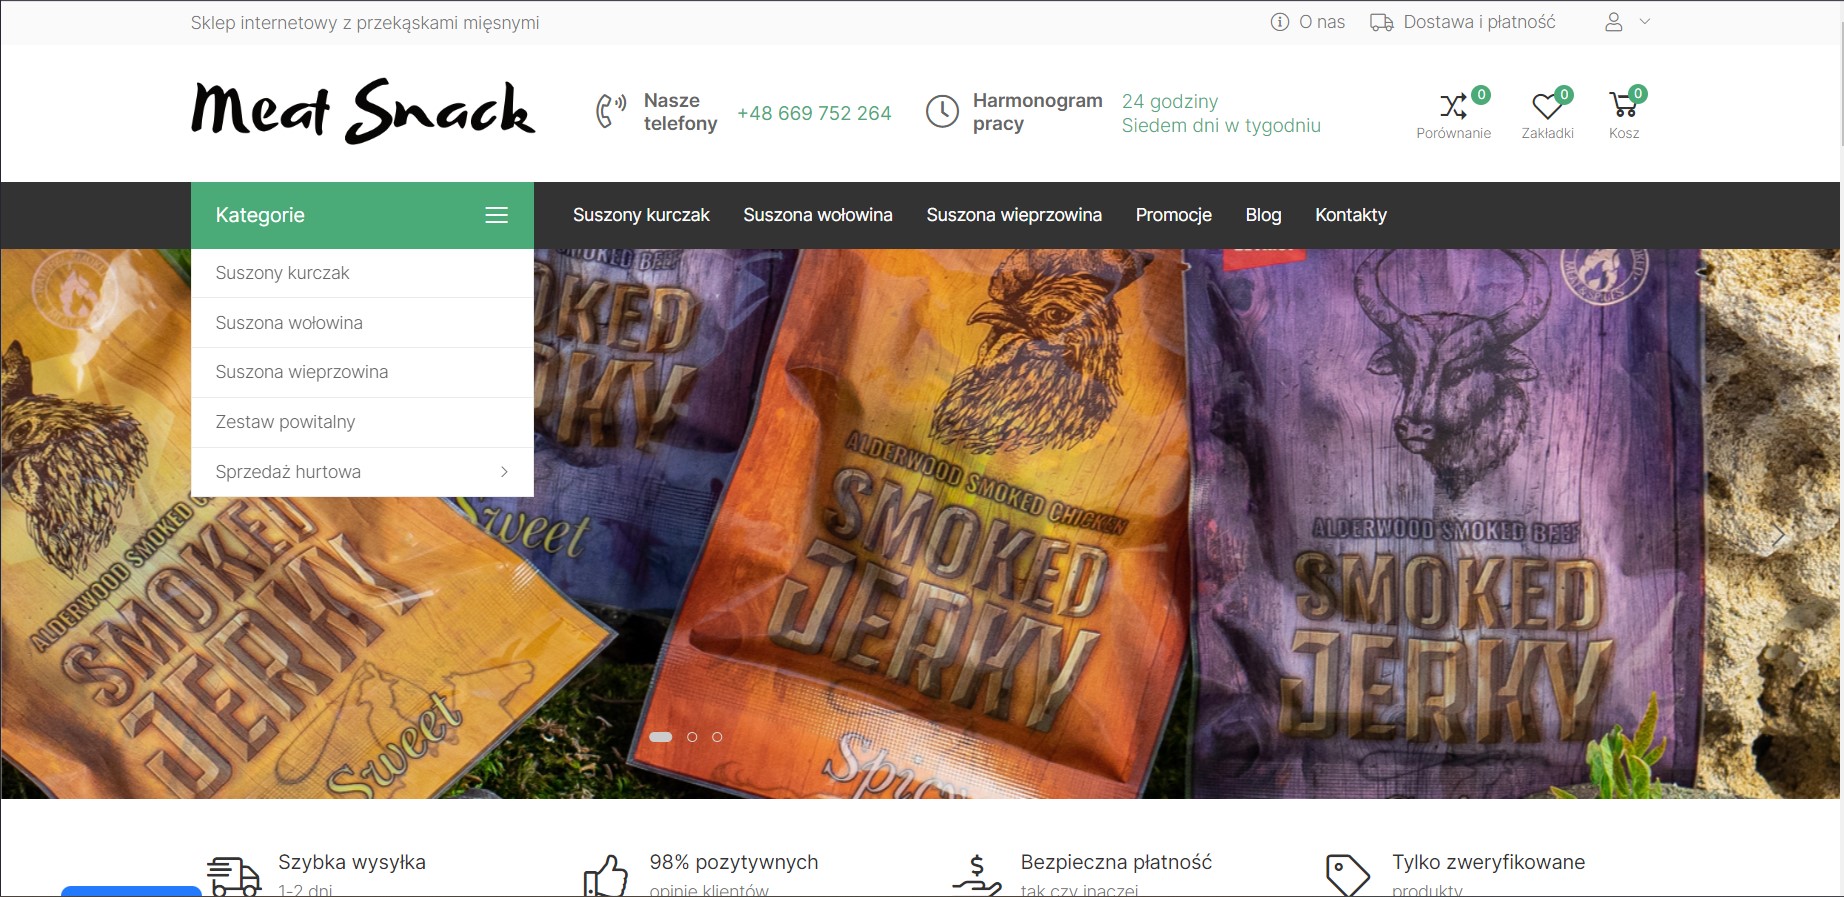 Sklep internetowy z przekąskami mięsnymi
O nas
Dostawa i płatność
Meat Snack
Nasze
telefony
+48 669 752 264
Harmonogram
pracy
24 godziny
Siedem dni w tygodniu
0
Porównanie
0
Zakładki
0
Kosz
Kategorie
Suszony kurczak
Suszona wołowina
Suszona wieprzowina
Promocje
Blog
Kontakty
Suszony kurczak
Suszona wołowina
Suszona wieprzowina
Zestaw powitalny
Sprzedaż hurtowa
ALDERWOOD SMOKED
SMOKED
JERKY
Sweet
SMOKED BEEF
SMOKED
JERKY
Sweet
ALDERWOOD SMOKED CHICKEN
SMOKED
JERKY
Spicy
ALDERWOOD SMOKED BEEF
SMOKED
JERKY
Szybka wysyłka
1-2 dni
98% pozytywnych
opinie klientów
Bezpieczna płatność
tak czy inaczej
Tylko zweryfikowane
produkty